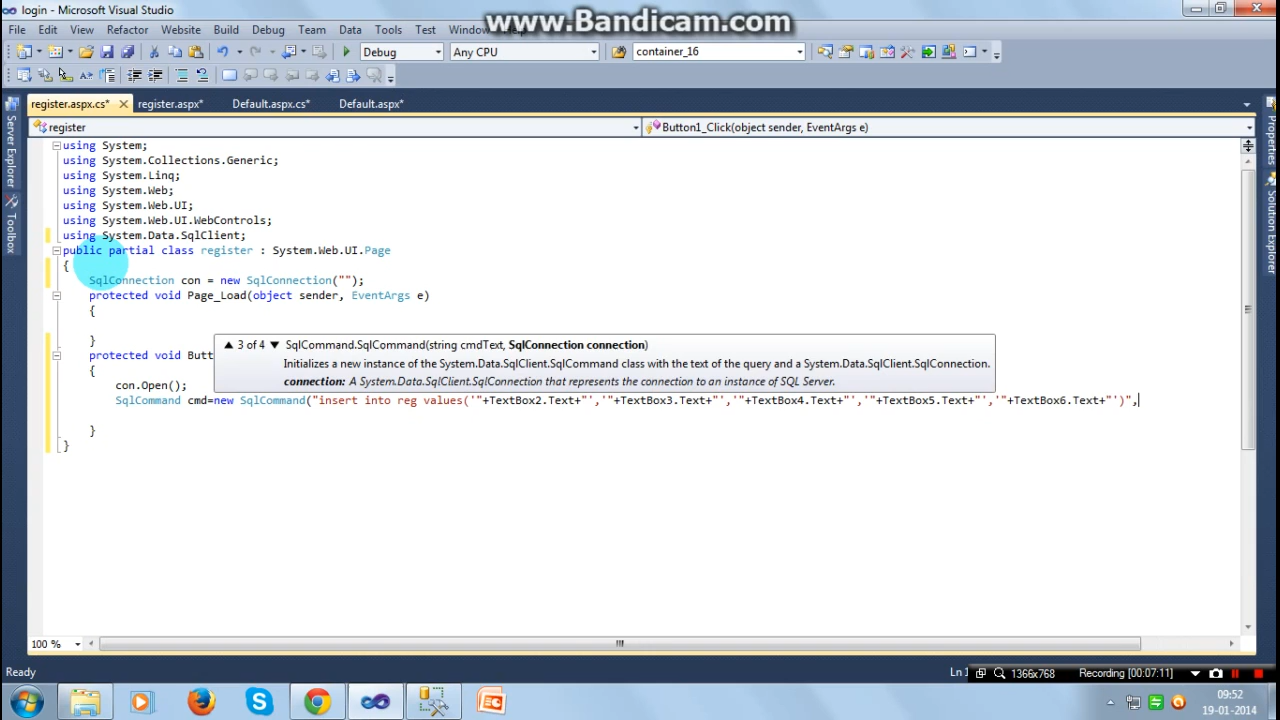 login - Microsoft Visual Studio
www.Bandicam.com
File Edit View Refactor Website Build Debug Team Data Tools Test Window
Debug Any CPU container_16
register.aspx.cs* register.aspx* Default.aspx.cs* Default.aspx*
register Button1_Click(object sender, EventArgs e)
Server Explorer
Toolbox
Properties
Solution Explorer
using System;
using System.Collections.Generic;
using System.Linq;
using System.Web;
using System.Web.UI;
using System.Web.UI.WebControls;
using System.Data.SqlClient;
public partial class register : System.Web.UI.Page
{
SqlConnection con = new SqlConnection("");
protected void Page_Load(object sender, EventArgs e)
{
}
protected void Butt
{
con.Open();
3 of 4 SqlCommand.SqlCommand(string cmdText, SqlConnection connection)
Initializes a new instance of the System.Data.SqlClient.SqlCommand class with the text of the query and a System.Data.SqlClient.SqlConnection.
connection: A System.Data.SqlClient.SqlConnection that represents the connection to an instance of SQL Server.
SqlCommand cmd=new SqlCommand("insert into reg values('"+TextBox2.Text+"','"+TextBox3.Text+"','"+TextBox4.Text+"','"+TextBox5.Text+"','"+TextBox6.Text+"')",
}
}
100 %
Ready Ln 1 1366x768 Recording [00:07:11]
09:52
19-01-2014